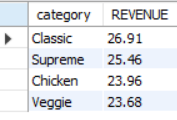 category REVENUE
Classic 26.91
Supreme 25.46
Chicken 23.96
Veggie 23.68